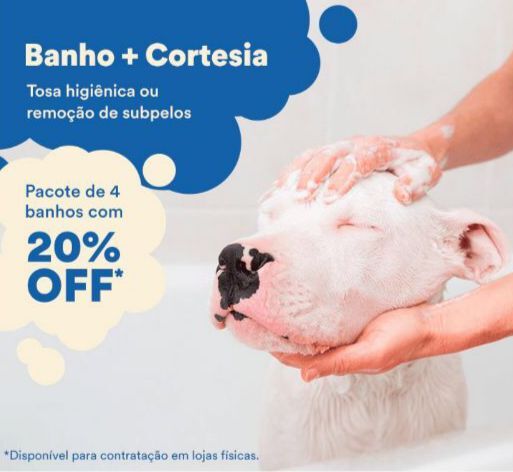 Banho + Cortesia
Tosa higiênica ou
remoção de subpelos
Pacote de 4
banhos com
20%
OFF*
*Disponível para contratação em lojas físicas.